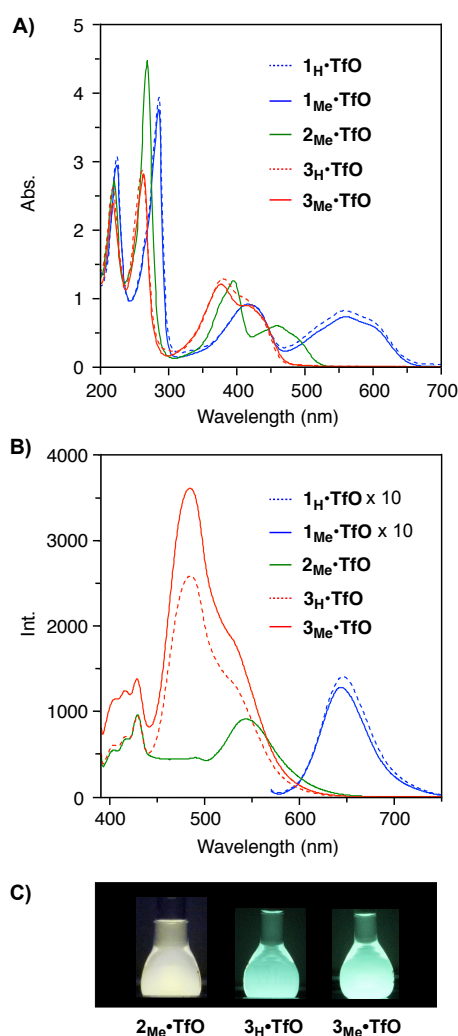 A)
5
4
3
2
1
0
Abs.
1H•TfO
1Me•TfO
2Me•TfO
3H•TfO
3Me•TfO
200 300 400 500 600 700
Wavelength (nm)
B)
4000
3000
2000
1000
0
Int.
1H•TfO x 10
1Me•TfO x 10
2Me•TfO
3H•TfO
3Me•TfO
400 500 600 700
Wavelength (nm)
C)
2Me•TfO 3H•TfO 3Me•TfO